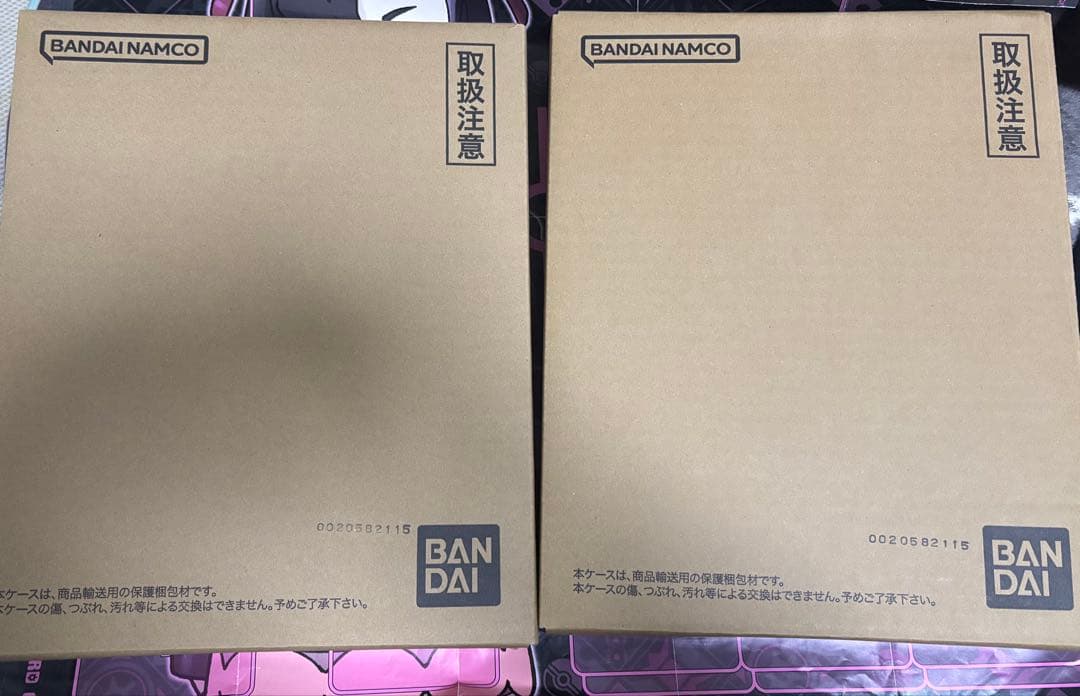 BANDAI NAMCO
取扱注意
0020582115
BAN
DAI
本ケースは、商品輸送用の保護梱包材です。
本ケースの傷、つぶれ、汚れ等による交換はできません。予めご了承下さい。
BANDAI NAMCO
取扱注意
0020582115
BAN
DAI
本ケースは、商品輸送用の保護梱包材です。
本ケースの傷、つぶれ、汚れ等による交換はできません。予めご了承下さい。